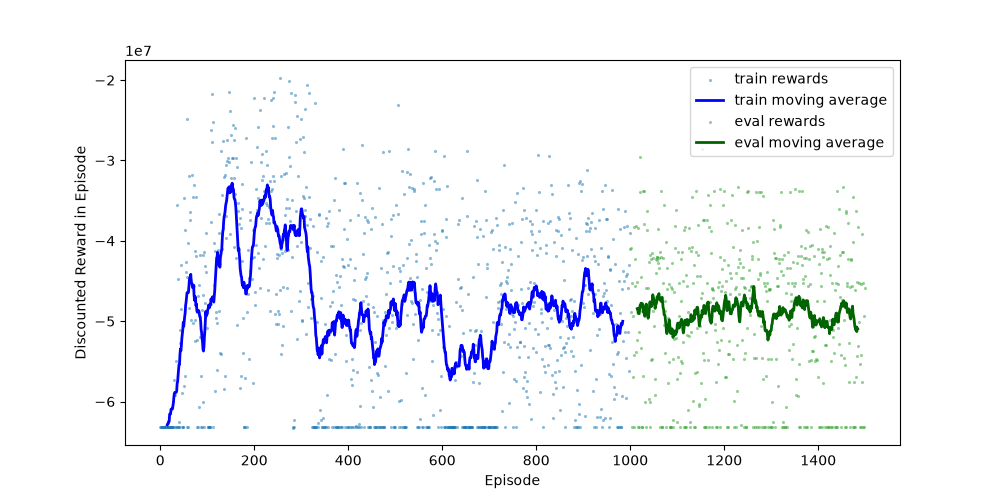 1e7
−2
−3
−4
−5
−6
Discounted Reward in Episode
0 200 400 600 800 1000 1200 1400
Episode
train rewards
train moving average
eval rewards
eval moving average